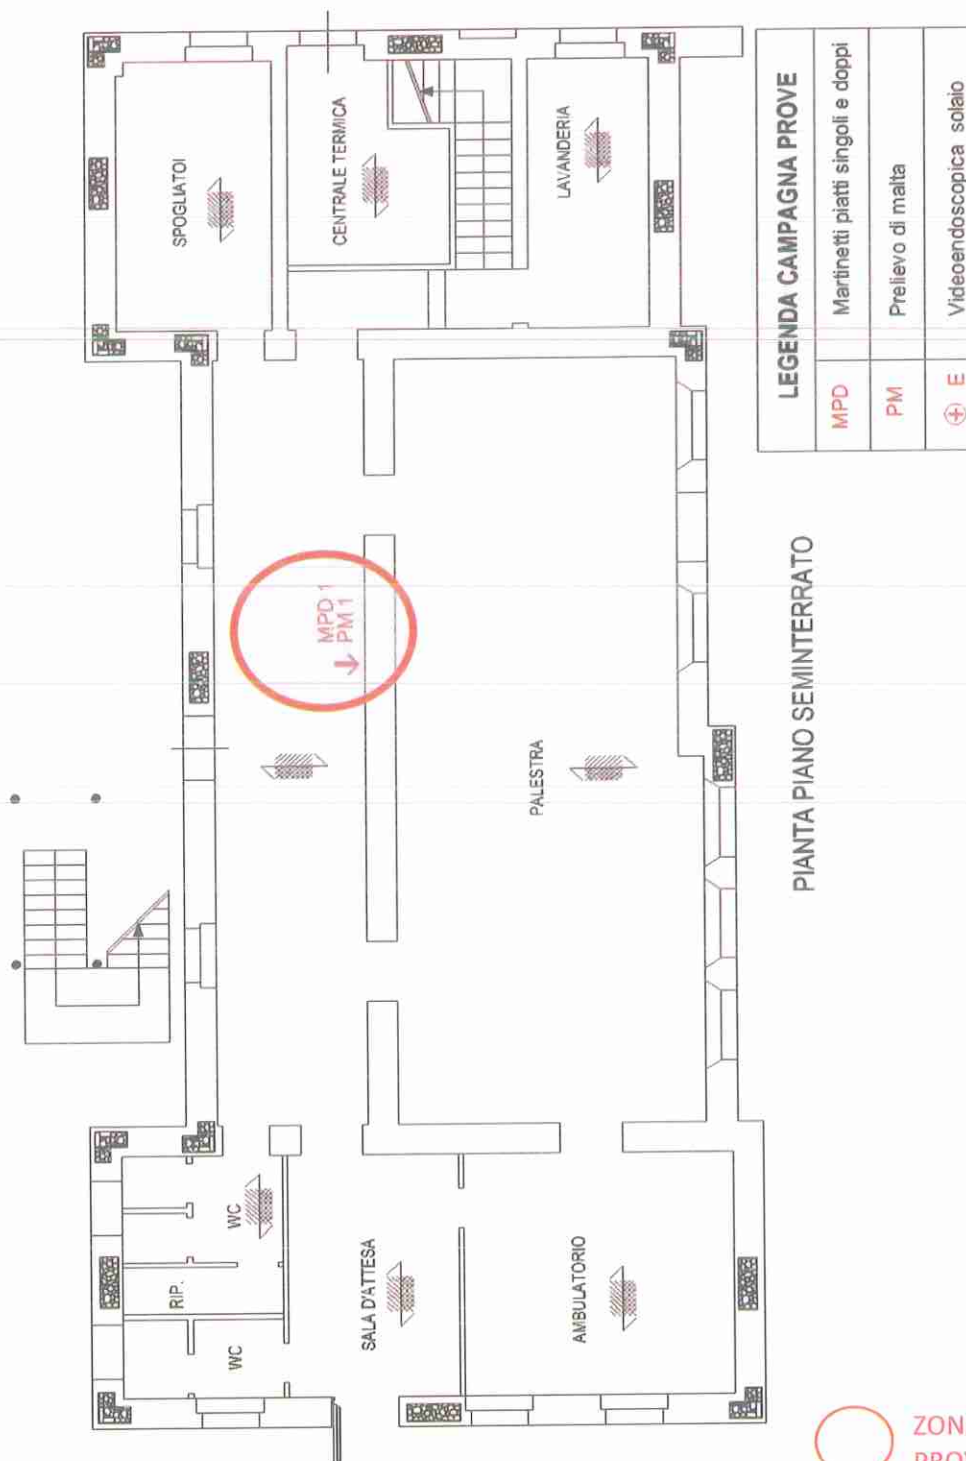 SPOGLIATOI
CENTRALE TERMICA
LAVANDERIA
MPD 1
PM 1
PALESTRA
WC
RIP.
WC
SALA D'ATTESA
AMBULATORIO
PIANTA PIANO SEMINTERRATO
LEGENDA CAMPAGNA PROVE
MPD Martinetti piatti singoli e doppi
PM Prelievo di malta
E Videoendoscopica solaio